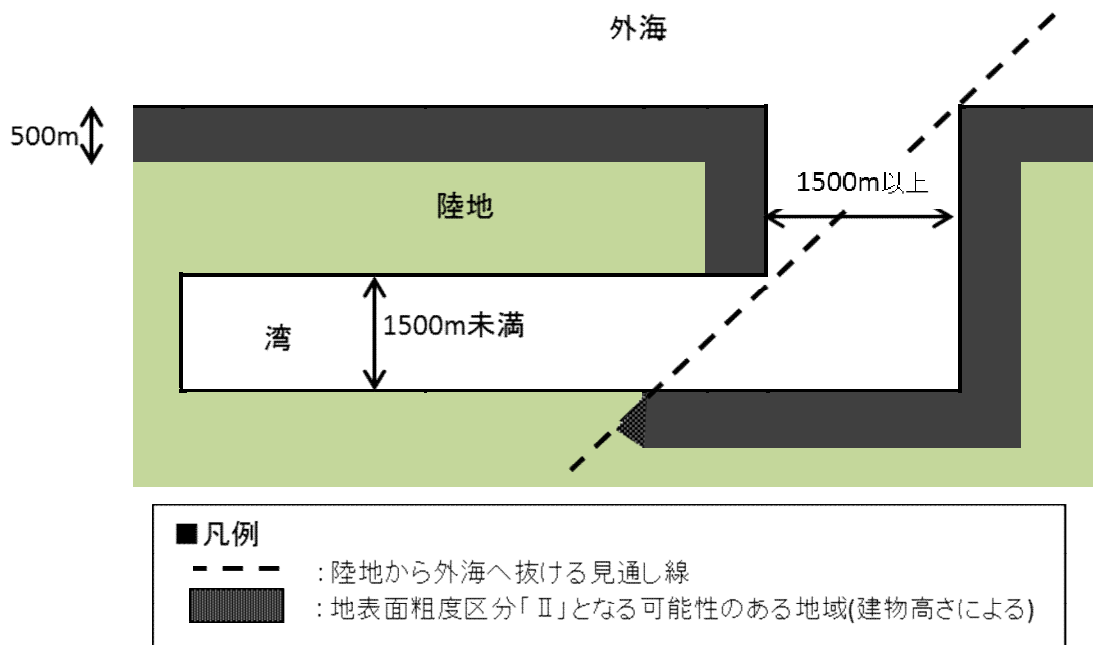 外海
500m
1500m以上
陸地
湾
1500m未満
■凡例
：陸地から外海へ抜ける見通し線
：地表面粗度区分「Ⅱ」となる可能性のある地域(建物高さによる)